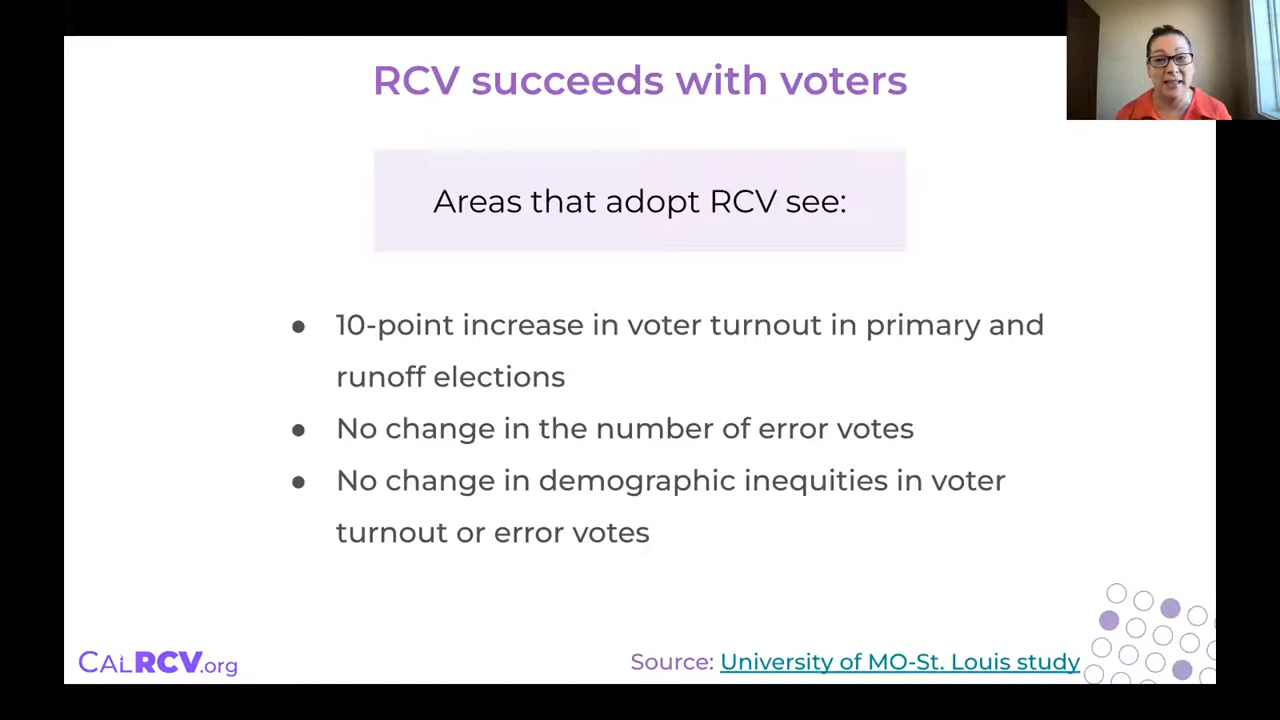 RCV succeeds with voters
Areas that adopt RCV see:
● 10-point increase in voter turnout in primary and
runoff elections
● No change in the number of error votes
● No change in demographic inequities in voter
turnout or error votes
CALRCV.org
Source: University of MO-St. Louis study